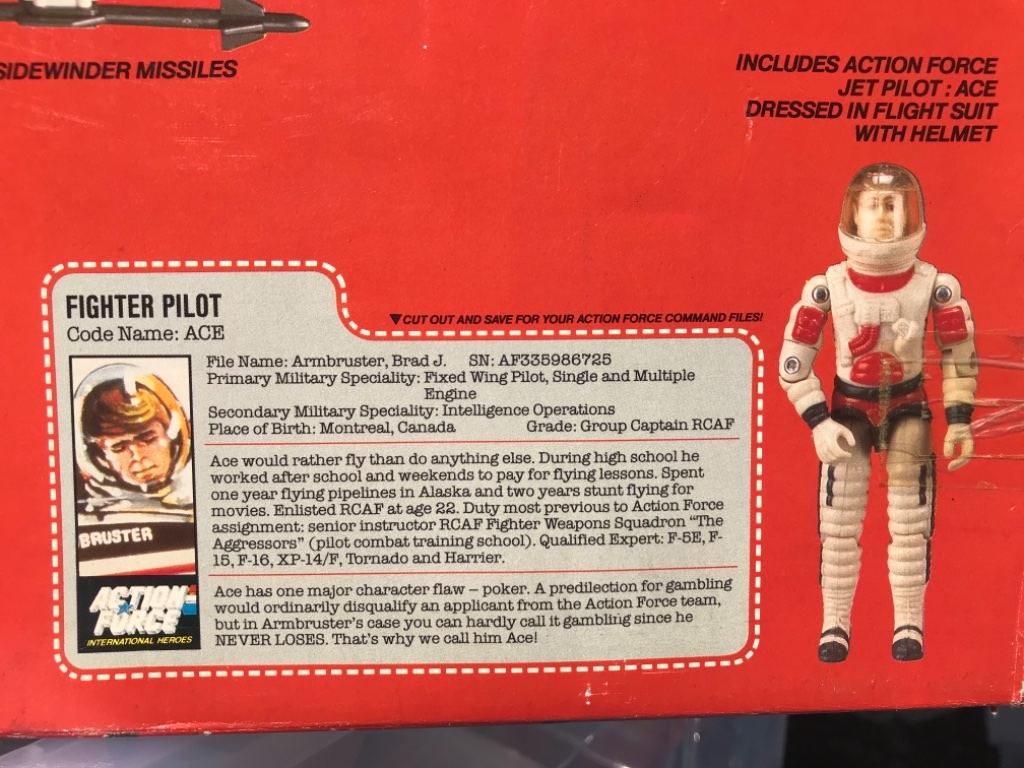 SIDEWINDER MISSILES
INCLUDES ACTION FORCE
JET PILOT : ACE
DRESSED IN FLIGHT SUIT
WITH HELMET
FIGHTER PILOT
Code Name: ACE
▼CUT OUT AND SAVE FOR YOUR ACTION FORCE COMMAND FILES!
File Name: Armbruster, Brad J. SN: AF335986725
Primary Military Speciality: Fixed Wing Pilot, Single and Multiple
Engine
Secondary Military Speciality: Intelligence Operations
Place of Birth: Montreal, Canada Grade: Group Captain RCAF
Ace would rather fly than do anything else. During high school he
worked after school and weekends to pay for flying lessons. Spent
one year flying pipelines in Alaska and two years stunt flying for
movies. Enlisted RCAF at age 22. Duty most previous to Action Force
assignment: senior instructor RCAF Fighter Weapons Squadron "The
Aggressors" (pilot combat training school). Qualified Expert: F-5E, F-
15, F-16, XP-14/F, Tornado and Harrier.
Ace has one major character flaw – poker. A predilection for gambling
would ordinarily disqualify an applicant from the Action Force team,
but in Armbruster's case you can hardly call it gambling since he
NEVER LOSES. That's why we call him Ace!
BRUSTER
ACTION
FORCE
INTERNATIONAL HEROES